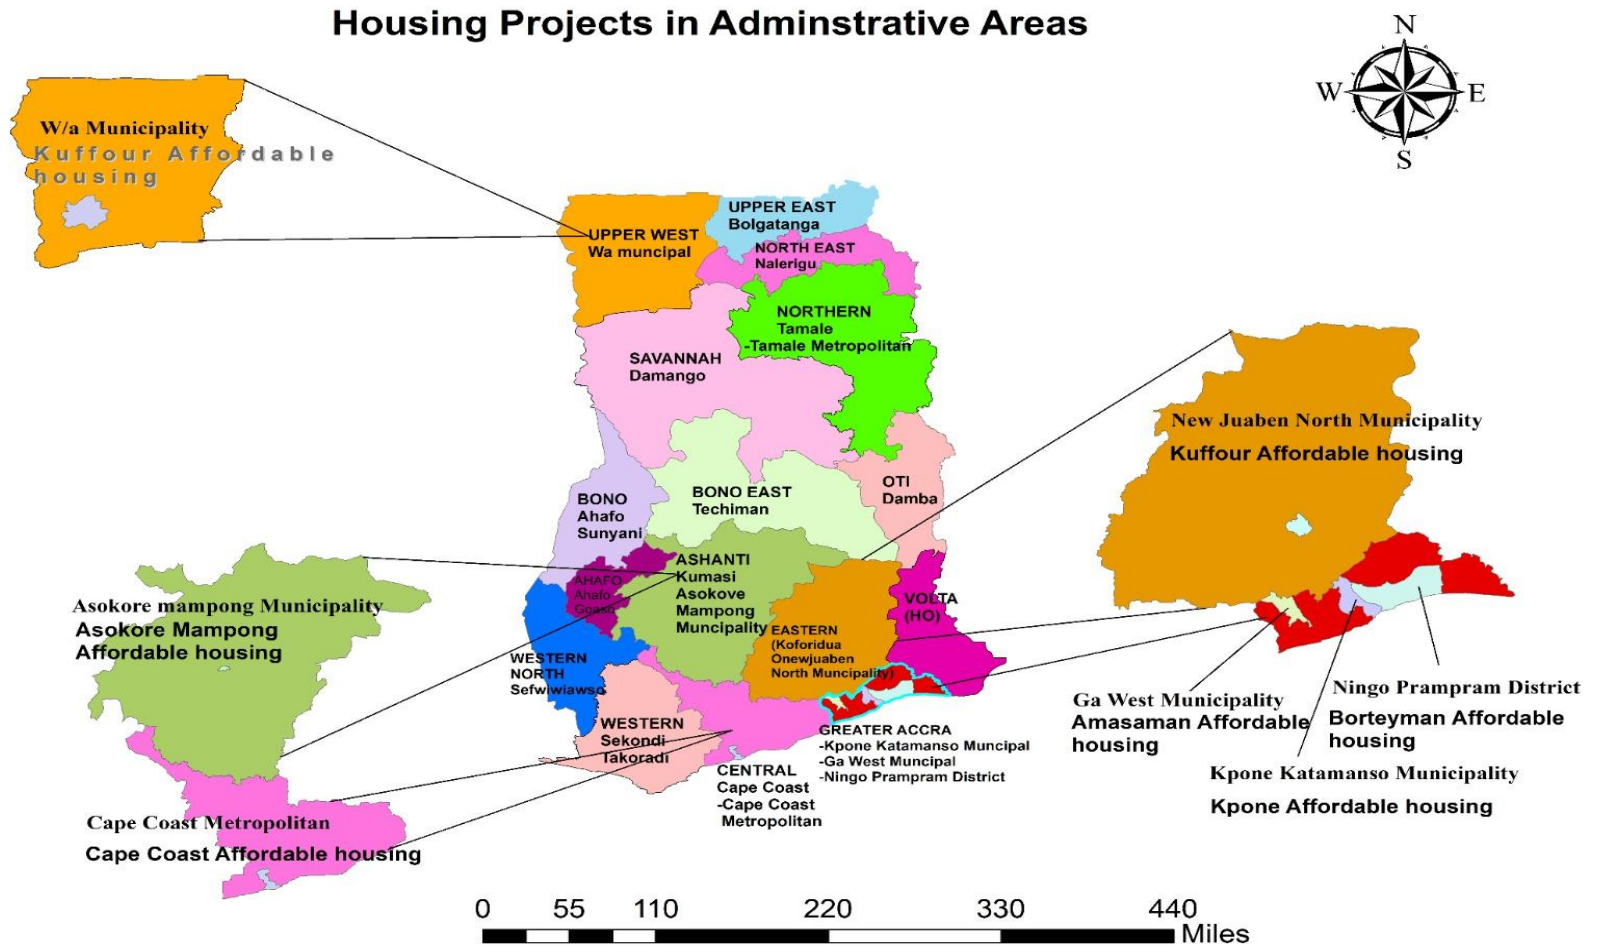 Housing Projects in Adminstrative Areas
N
W
E
S
W/a Municipality
Kuffour Affordable
housing
UPPER WEST
Wa muncipal
UPPER EAST
Bolgatanga
NORTH EAST
Nalerigu
NORTHERN
Tamale
-Tamale Metropolitan
SAVANNAH
Damango
BONO
Ahafo
Sunyani
BONO EAST
Techiman
OTI
Damba
ASHANTI
Kumasi
Asokove
Mampong
Muncipality
AHAFO
Ahafo
Goaso
VOLTA
(HO)
EASTERN
(Koforidua
Onewjuaben
North Muncipality)
WESTERN
NORTH
Sefwiwiawso
WESTERN
Sekondi
Takoradi
CENTRAL
Cape Coast
-Cape Coast
Metropolitan
GREATER ACCRA
-Kpone Katamanso Muncipal
-Ga West Muncipal
-Ningo Prampram District
New Juaben North Municipality
Kuffour Affordable housing
Asokore mampong Municipality
Asokore Mampong
Affordable housing
Cape Coast Metropolitan
Cape Coast Affordable housing
Ga West Municipality
Amasaman Affordable
housing
Ningo Prampram District
Borteyman Affordable
housing
Kpone Katamanso Municipality
Kpone Affordable housing
0 55 110 220 330 440
Miles